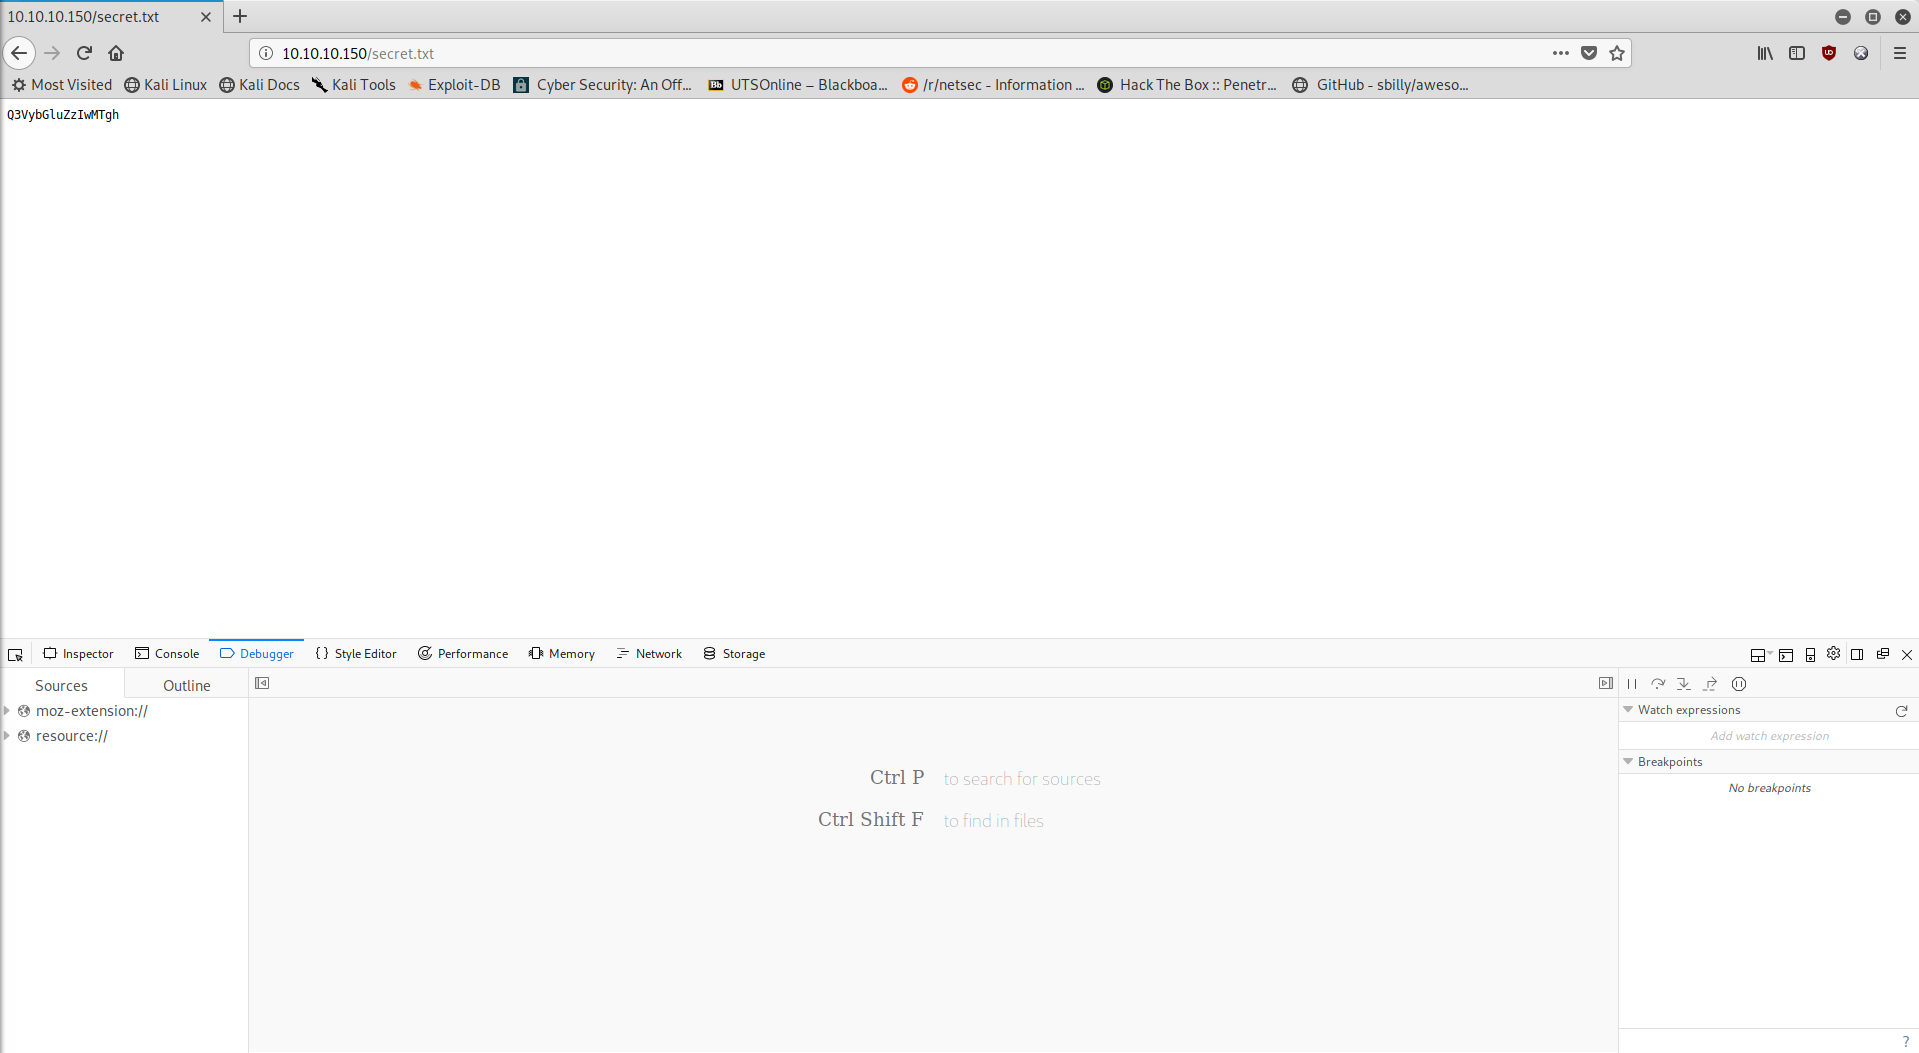 10.10.10.150/secret.txt
10.10.10.150/secret.txt
Most Visited Kali Linux Kali Docs Kali Tools Exploit-DB Cyber Security: An Off... UTSOnline – Blackboa... /r/netsec - Information ... Hack The Box :: Penetr... GitHub - sbilly/aweso...
Q3VybGluZzIwMTgh
Inspector Console Debugger Style Editor Performance Memory Network Storage
Sources Outline
moz-extension://
resource://
Ctrl P to search for sources
Ctrl Shift F to find in files
Watch expressions
Add watch expression
Breakpoints
No breakpoints
?